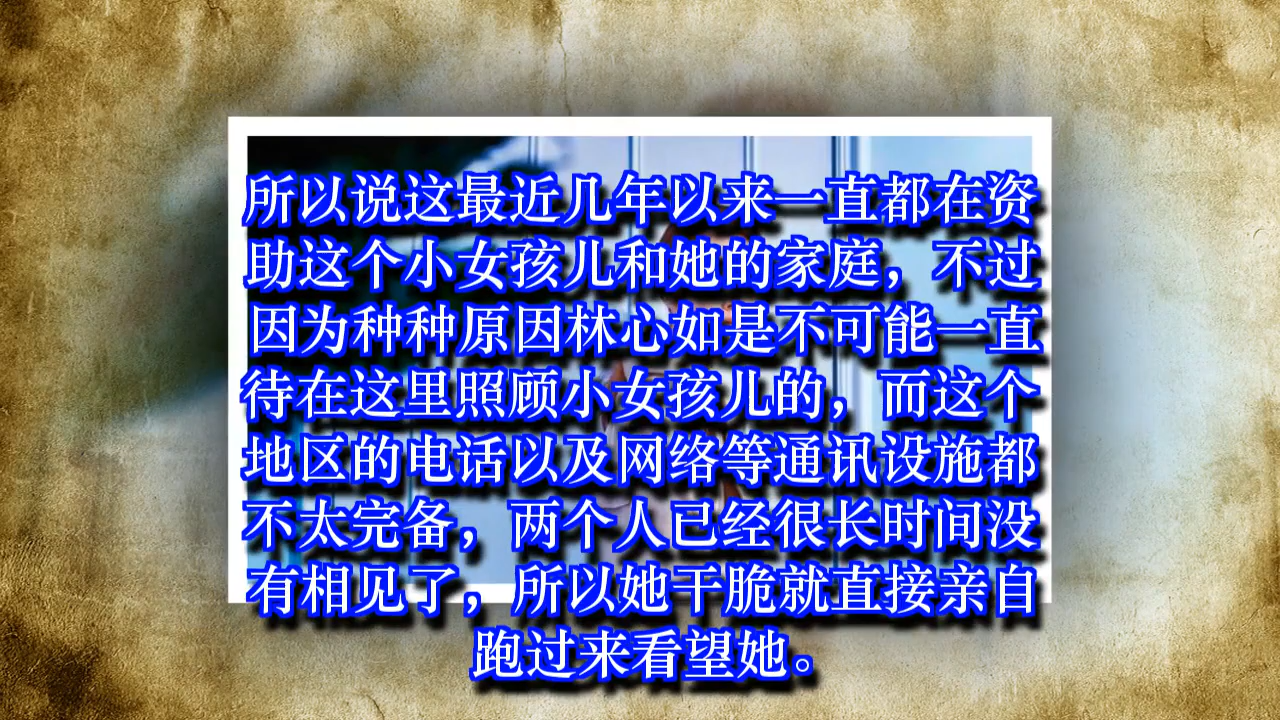 所以说这最近几年以来一直都在资
助这个小女孩儿和她的家庭，不过
因为种种原因林心如是不可能一直
待在这里照顾小女孩儿的，而这个
地区的电话以及网络等通讯设施都
不太完备，两个人已经很长时间没
有相见了，所以她干脆就直接亲自
跑过来看望她。